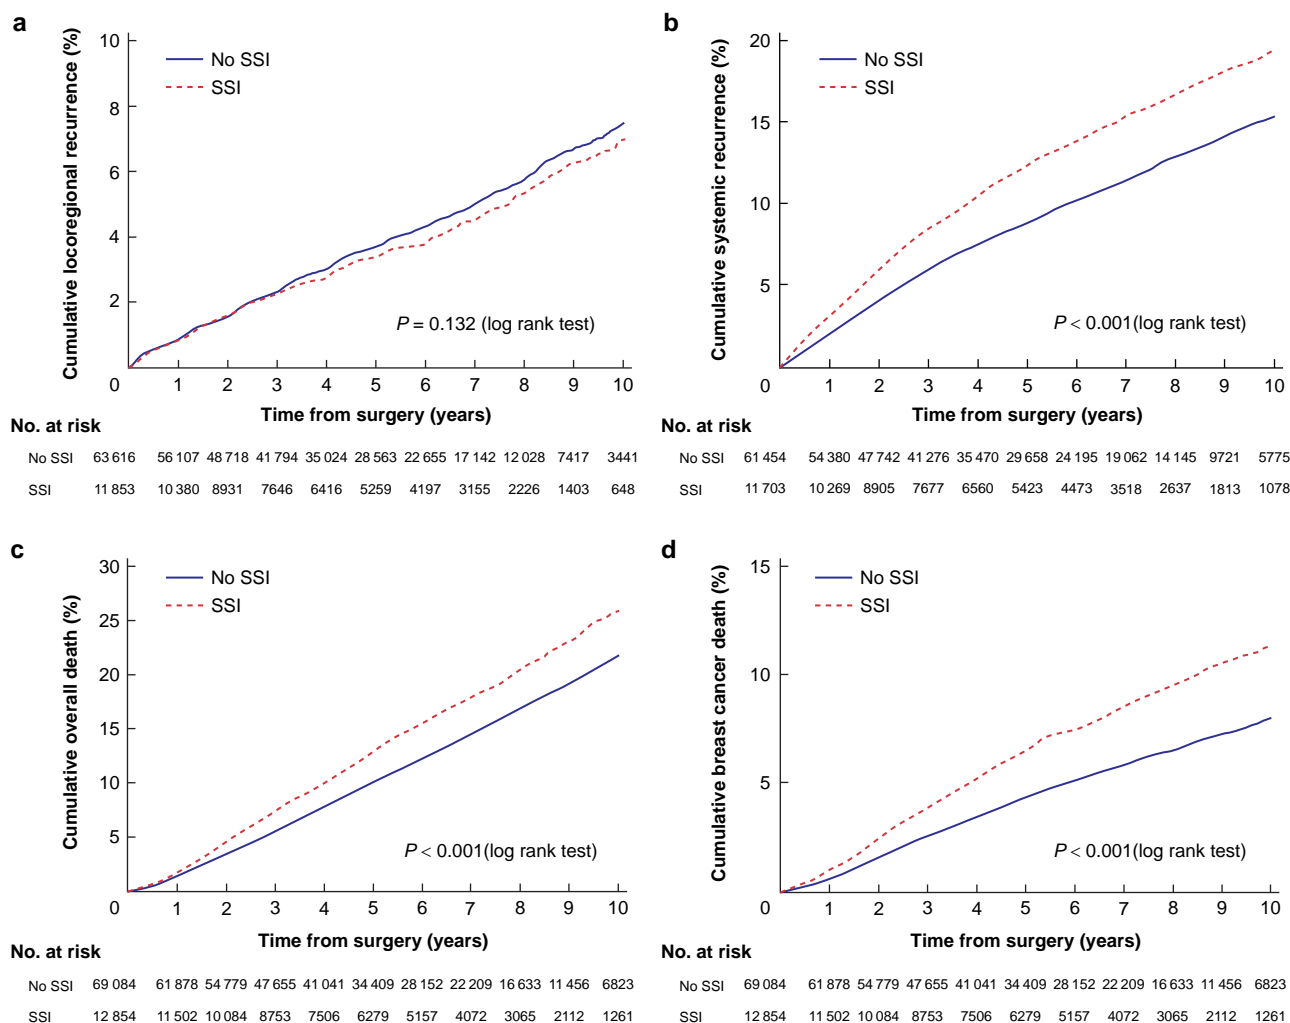 a
Cumulative locoregional recurrence (%)
10
8
6
4
2
0
No SSI
SSI
P = 0.132 (log rank test)
1 2 3 4 5 6 7 8 9 10
Time from surgery (years)
No. at risk
No SSI 63 616 56 107 48 718 41 794 35 024 28 563 22 655 17 142 12 028 7417 3441
SSI 11 853 10 380 8931 7646 6416 5259 4197 3155 2226 1403 648
b
Cumulative systemic recurrence (%)
20
15
10
5
0
No SSI
SSI
P < 0.001(log rank test)
1 2 3 4 5 6 7 8 9 10
Time from surgery (years)
No. at risk
No SSI 61 454 54 380 47 742 41 276 35 470 29 658 24 195 19 062 14 145 9721 5775
SSI 11 703 10 269 8905 7677 6560 5423 4473 3518 2637 1813 1078
c
Cumulative overall death (%)
30
25
20
15
10
5
0
No SSI
SSI
P < 0.001(log rank test)
1 2 3 4 5 6 7 8 9 10
Time from surgery (years)
No. at risk
No SSI 69 084 61 878 54 779 47 655 41 041 34 409 28 152 22 209 16 633 11 456 6823
SSI 12 854 11 502 10 084 8753 7506 6279 5157 4072 3065 2112 1261
d
Cumulative breast cancer death (%)
15
10
5
0
No SSI
SSI
P < 0.001(log rank test)
1 2 3 4 5 6 7 8 9 10
Time from surgery (years)
No. at risk
No SSI 69 084 61 878 54 779 47 655 41 041 34 409 28 152 22 209 16 633 11 456 6823
SSI 12 854 11 502 10 084 8753 7506 6279 5157 4072 3065 2112 1261